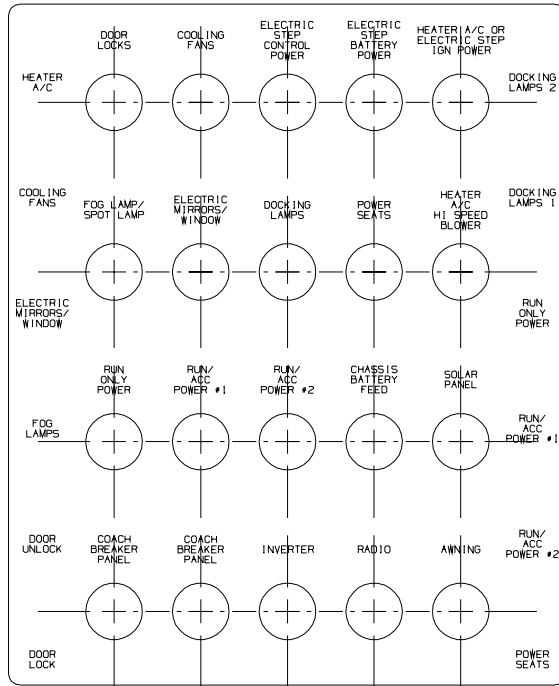 DOOR
LOCKS
COOLING
FANS
ELECTRIC
STEP
CONTROL
POWER
ELECTRIC
STEP
BATTERY
POWER
HEATER/A/C OR
ELECTRIC STEP
IGN POWER
HEATER
A/C
DOCKING
LAMPS 2
COOLING
FANS
FOG LAMP/
SPOT LAMP
ELECTRIC
MIRRORS/
WINDOW
DOCKING
LAMPS
POWER
SEATS
HEATER
A/C
HI SPEED
BLOWER
DOCKING
LAMPS 1
ELECTRIC
MIRRORS/
WINDOW
RUN
ONLY
POWER
RUN
ONLY
POWER
RUN/
ACC
POWER #1
RUN/
ACC
POWER #2
CHASSIS
BATTERY
FEED
SOLAR
PANEL
FOG
LAMPS
RUN/
ACC
POWER #1
DOOR
UNLOCK
COACH
BREAKER
PANEL
COACH
BREAKER
PANEL
INVERTER
RADIO
AWNING
RUN/
ACC
POWER #2
DOOR
LOCK
POWER
SEATS